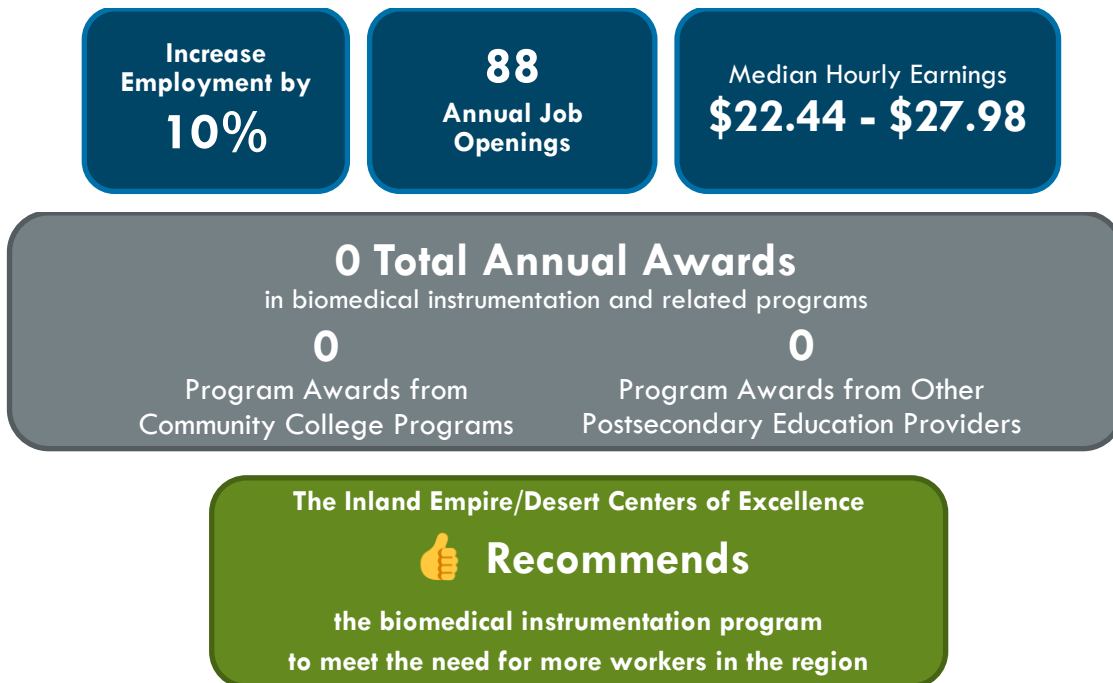 Increase
Employment by
10%
88
Annual Job
Openings
Median Hourly Earnings
$22.44 - $27.98
0 Total Annual Awards
in biomedical instrumentation and related programs
0
Program Awards from
Community College Programs
0
Program Awards from Other
Postsecondary Education Providers
The Inland Empire/Desert Centers of Excellence
Recommends
the biomedical instrumentation program
to meet the need for more workers in the region